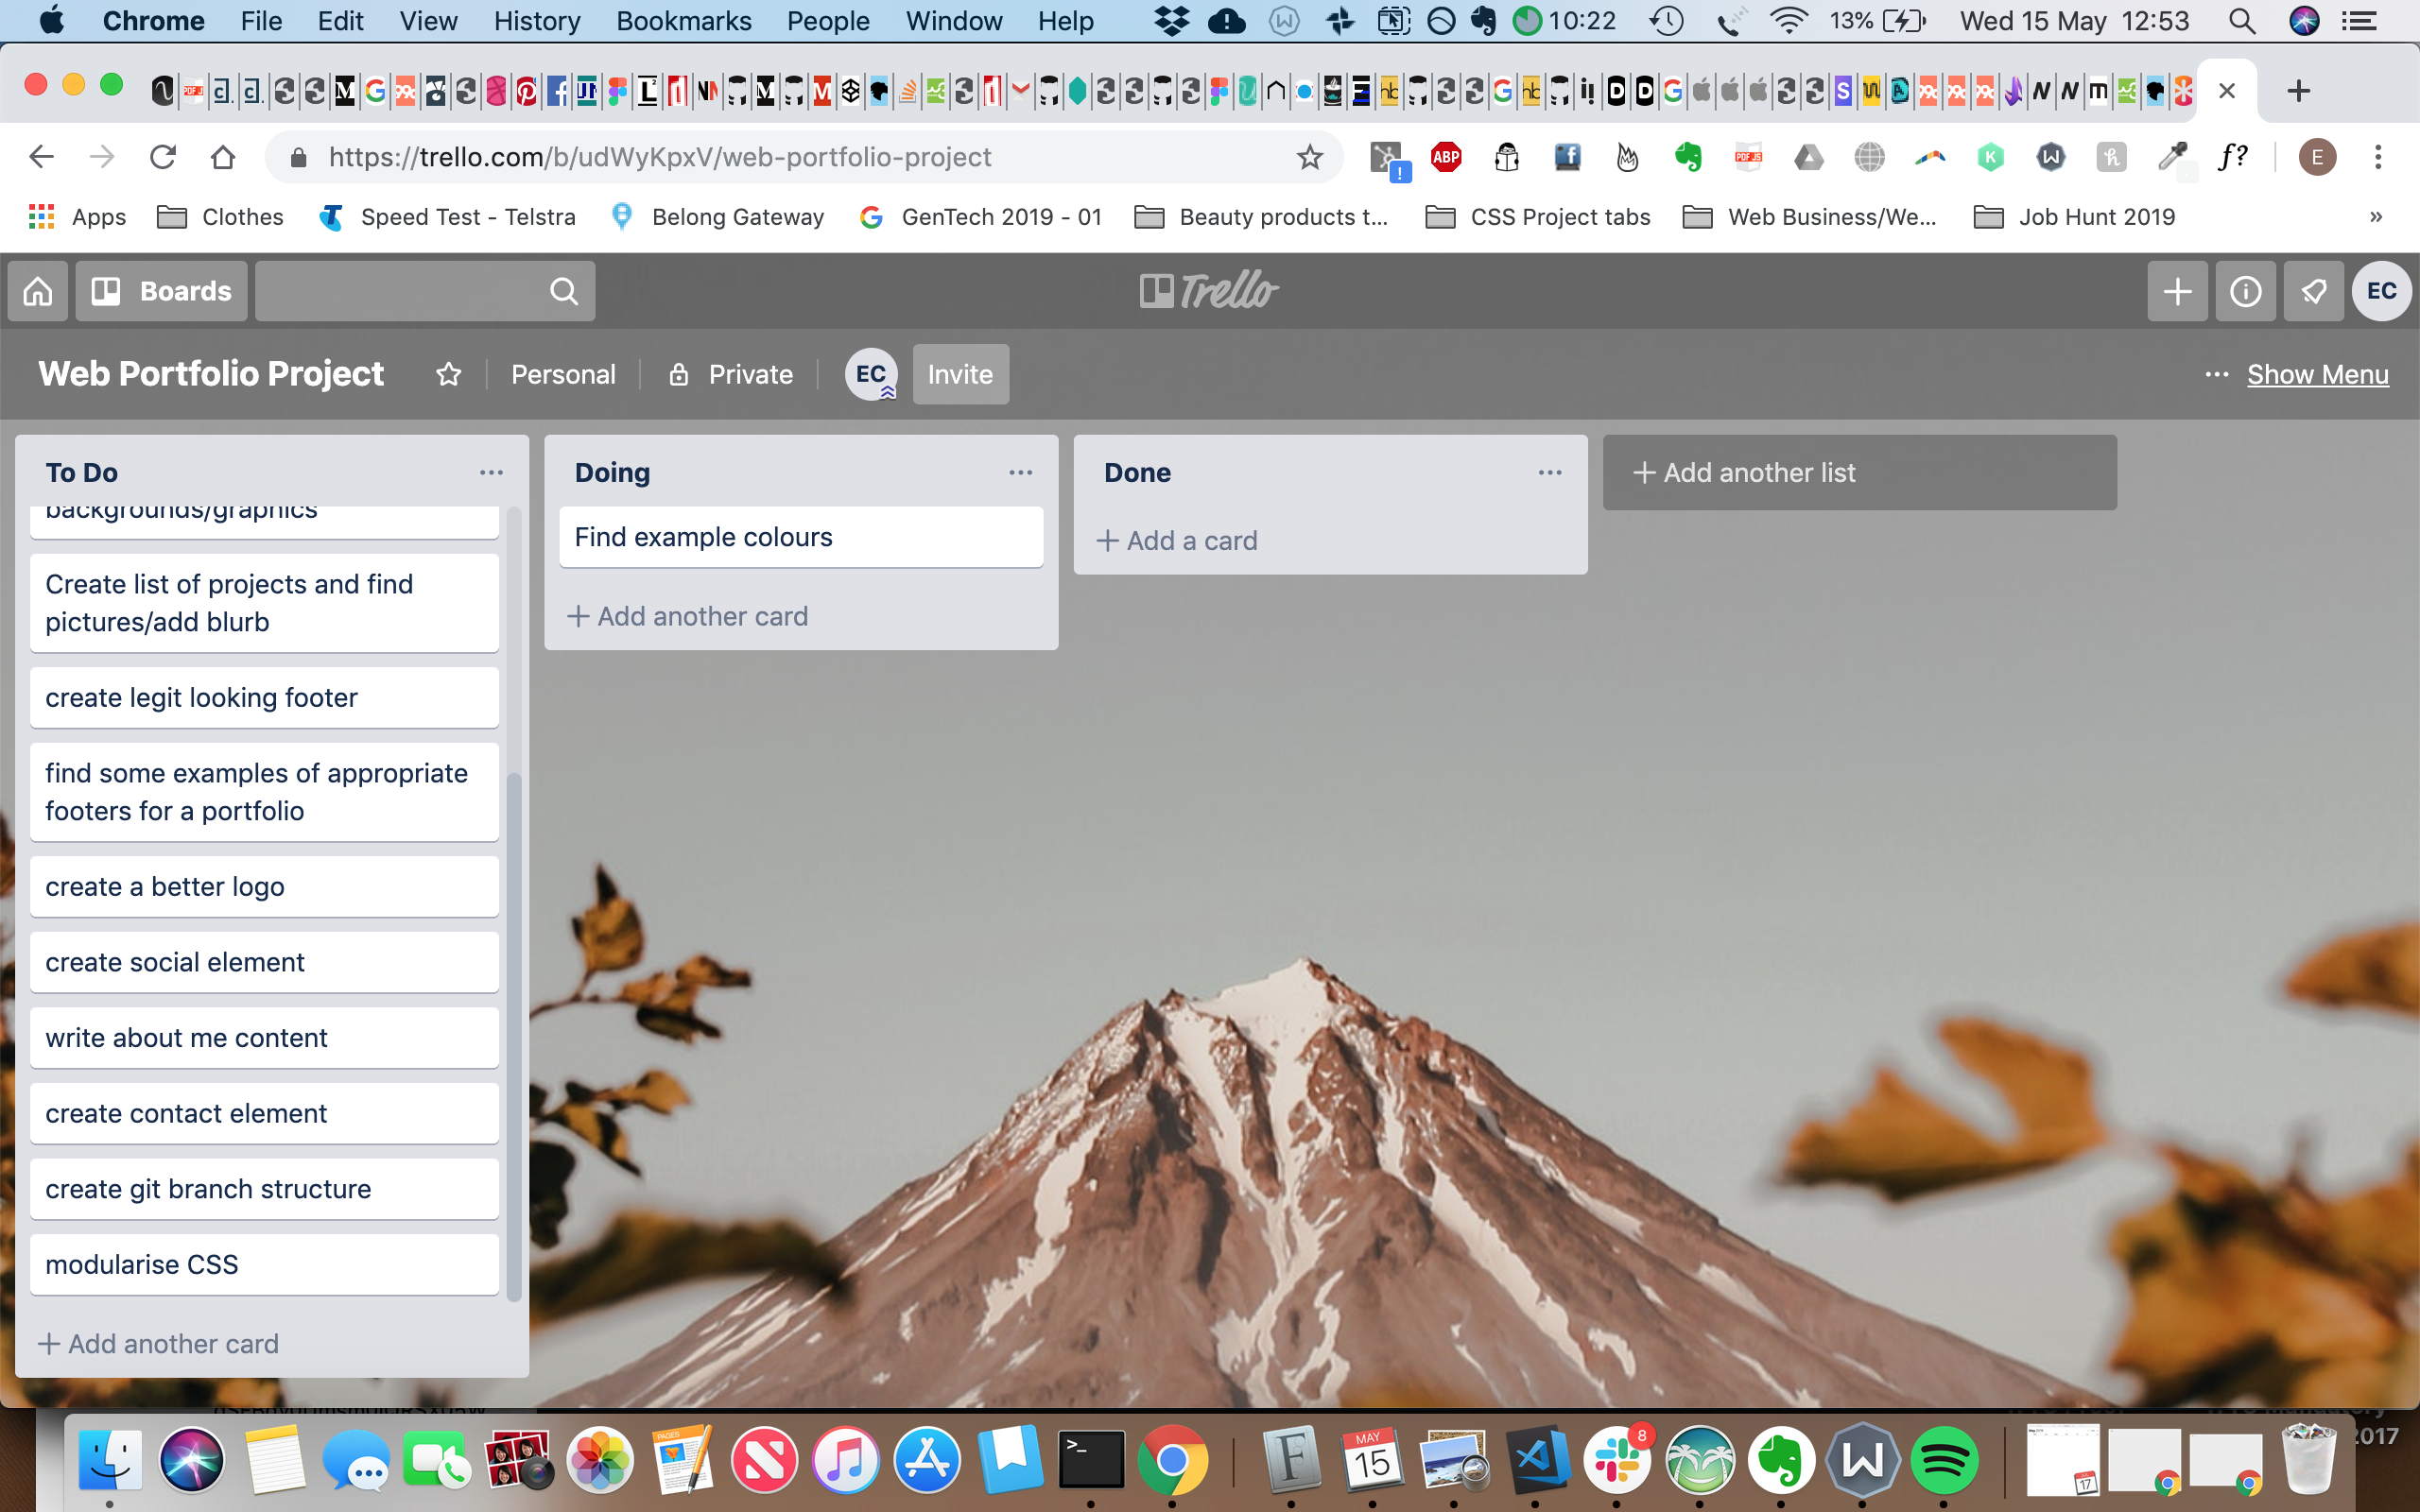 Chrome File Edit View History Bookmarks People Window Help 10:22 13% Wed 15 May 12:53
https://trello.com/b/udWyKpxV/web-portfolio-project
ABP
PDF JS
f?
E
Apps Clothes Speed Test - Telstra Belong Gateway GenTech 2019 - 01 Beauty products t... CSS Project tabs Web Business/We... Job Hunt 2019 »
Boards
Trello
EC
Web Portfolio Project Personal Private EC Invite ... Show Menu
To Do
backgrounds/graphics
Create list of projects and find
pictures/add blurb
create legit looking footer
find some examples of appropriate
footers for a portfolio
create a better logo
create social element
write about me content
create contact element
create git branch structure
modularise CSS
+ Add another card
Doing
Find example colours
+ Add another card
Done
+ Add a card
+ Add another list
PAGES
MAY
15
8
17
2017